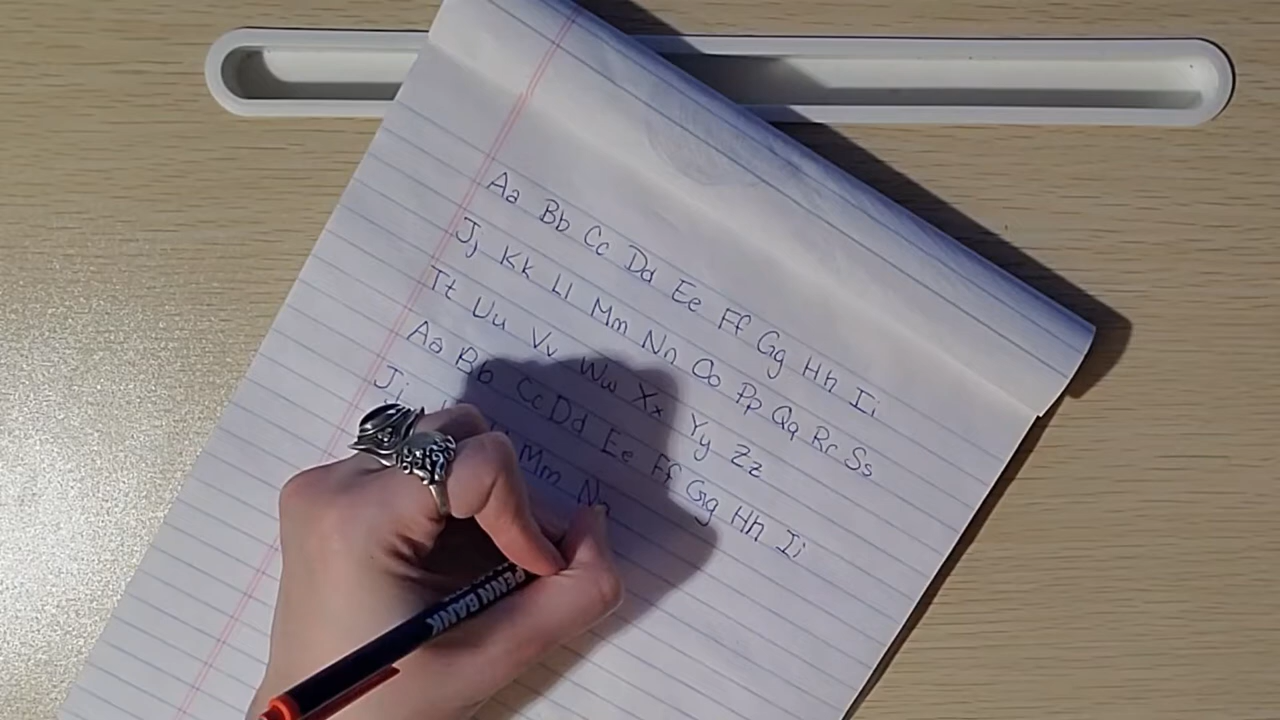 Aa Bb Cc Dd Ee Ff Gg Hh Ii
Jj Kk Ll Mm Nn Oo Pp Qq Rr Ss
Tt Uu Vv Ww Xx Yy Zz
Aa Bb Cc Dd Ee Ff Gg Hh Ii
Jj Mm Nn
PENN BANK